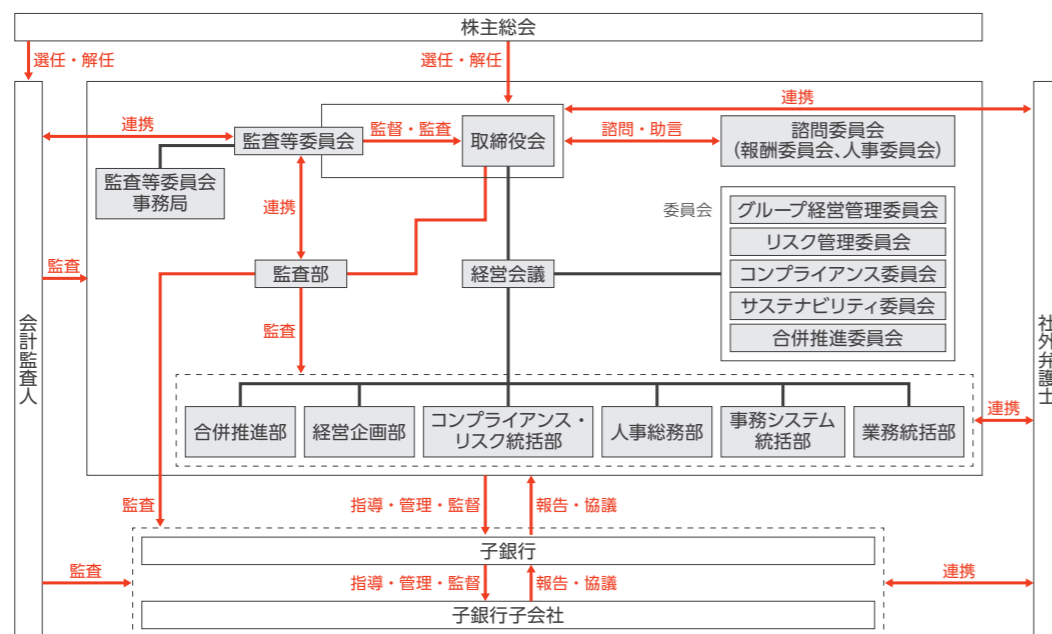 株主総会
選任・解任
選任・解任
連携
連携
監査等委員会
監督・監査
取締役会
諮問・助言
諮問委員会
(報酬委員会、人事委員会)
監査等委員会
事務局
連携
委員会
グループ経営管理委員会
リスク管理委員会
コンプライアンス委員会
サステナビリティ委員会
合併推進委員会
監査
監査部
経営会議
監査
会計監査人
社外弁護士
合併推進部
経営企画部
コンプライアンス・
リスク統括部
人事総務部
事務システム
統括部
業務統括部
連携
監査
指導・管理・監督
報告・協議
子銀行
監査
指導・管理・監督
報告・協議
連携
子銀行子会社